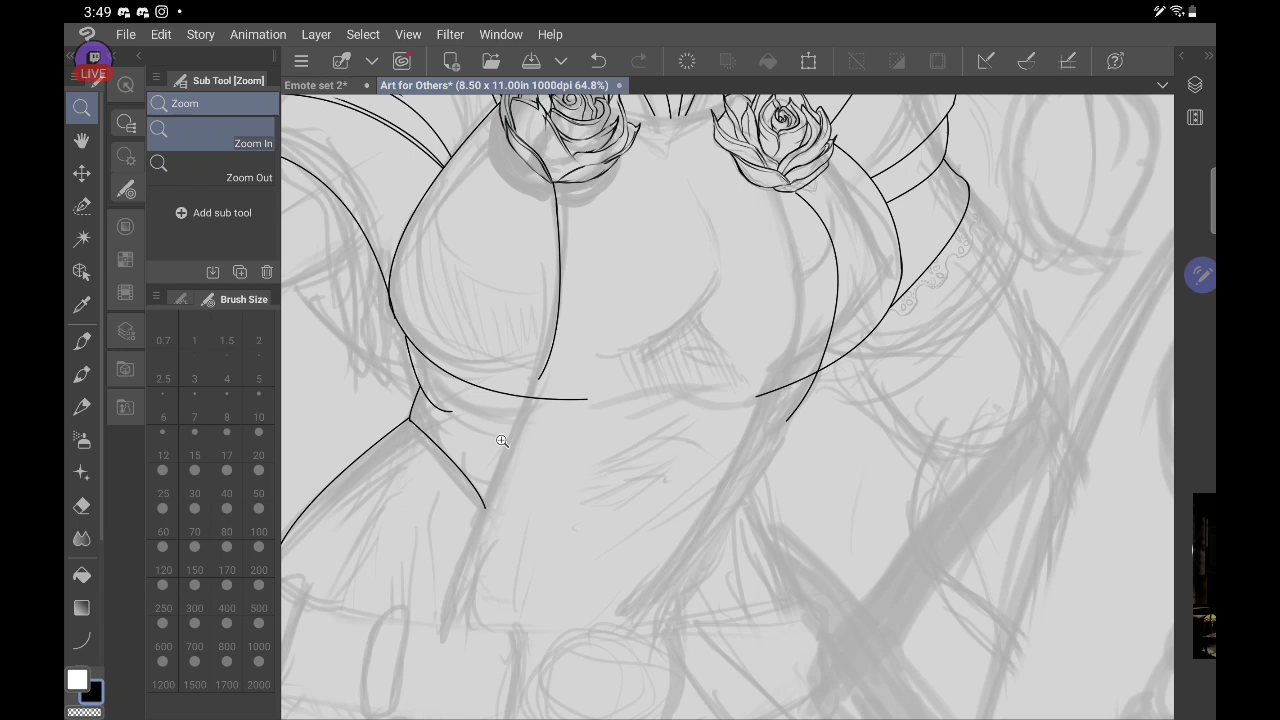 3:49
File Edit Story Animation Layer Select View Filter Window Help
LIVE
Sub Tool [Zoom]
Emote set 2* Art for Others* (8.50 x 11.00in 1000dpi 64.8%)
Zoom
Zoom In
Zoom Out
Add sub tool
Brush Size
0.7 1 1.5 2
2.5 3 4 5
6 7 8 10
12 15 17 20
25 30 40 50
60 70 80 100
120 150 170 200
250 300 400 500
600 700 800 1000
1200 1500 1700 2000